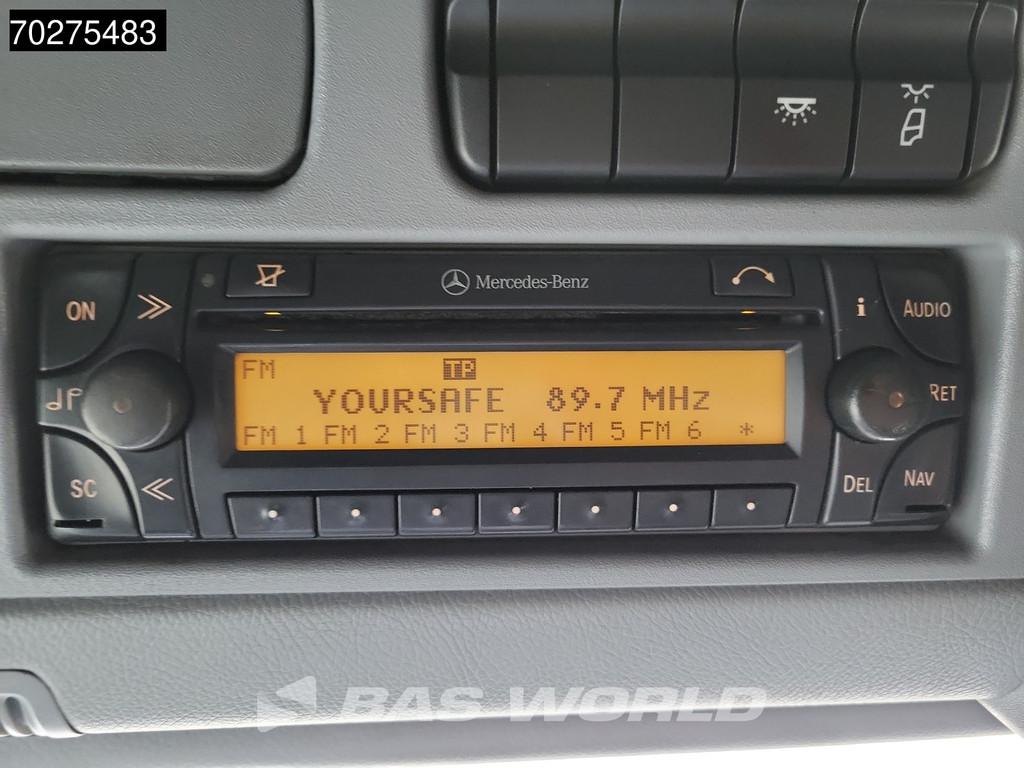 70275483
Mercedes-Benz
ON
i
AUDIO
FM TP
YOURSAFE 89.7 MHz
FM 1 FM 2 FM 3 FM 4 FM 5 FM 6 *
RET
SC
DEL
NAV
BAS WORLD